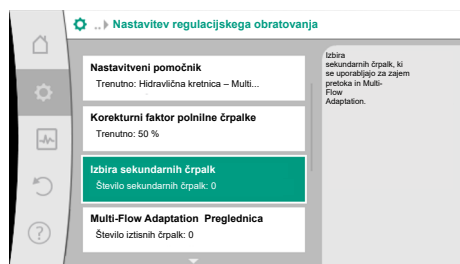 ..▸ Nastavitev regulacijskega obratovanja
Nastavitveni pomočnik
Trenutno: Hidravlična kretnica – Multi...
Korekturni faktor polnilne črpalke
Trenutno: 50 %
Izbira sekundarnih črpalk
Število sekundarnih črpalk: 0
Multi-Flow Adaptation Preglednica
Število iztisnih črpalk: 0
Izbira
sekundarnih črpalk, ki
se uporabljajo za zajem
pretoka in Multi-
Flow
Adaptation.